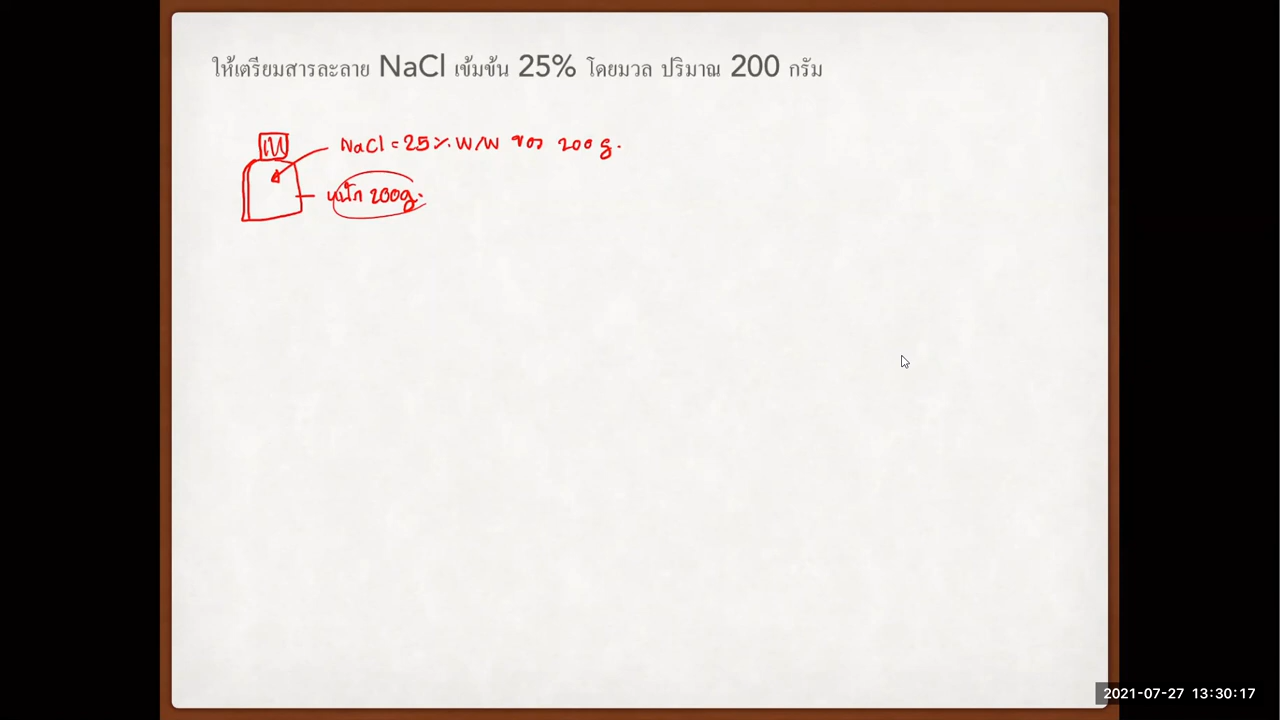 ให้เตรียมสารละลาย NaCl เข้มข้น 25% โดยมวล ปริมาณ 200 กรัม
NaCl = 25% w/w ของ 200 g.
หนัก 200g.
2021-07-27 13:30:17